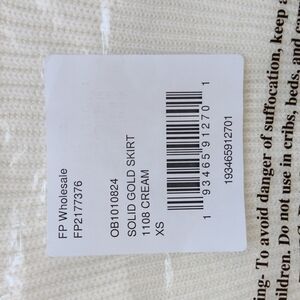 FP Wholesale
FP2177376
OB1010824
SOLID GOLD SKIRT
1108 CREAM
XS
1 93465 91270 1
193465912701
ing- To avoid danger of suffocation, keep a
ildren. Do not use in cribs, beds, and c